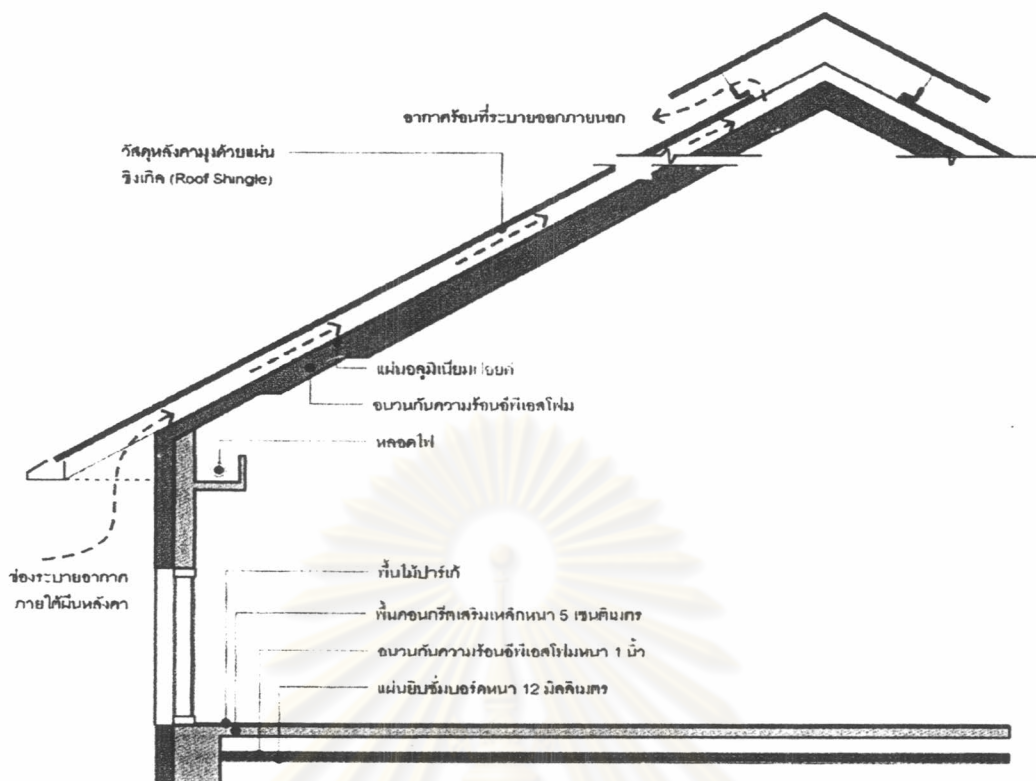 อากาศร้อนที่ระบายออกภายนอก
วัสดุหลังคามุงด้วยแผ่น
ชิงเกิล (Roof Shingle)
แผ่นอลูมิเนียมฟอยล์
ฉนวนกันความร้อนอีพีเอสโฟม
หลอดไฟ
ช่องระบายอากาศ
ภายใต้ผืนหลังคา
พื้นไม้ปาร์เก้
พื้นคอนกรีตเสริมเหล็กหนา 5 เซนติเมตร
ฉนวนกันความร้อนอีพีเอสโฟมหนา 1 นิ้ว
แผ่นยิบซั่มบอร์ดหนา 12 มิลลิเมตร